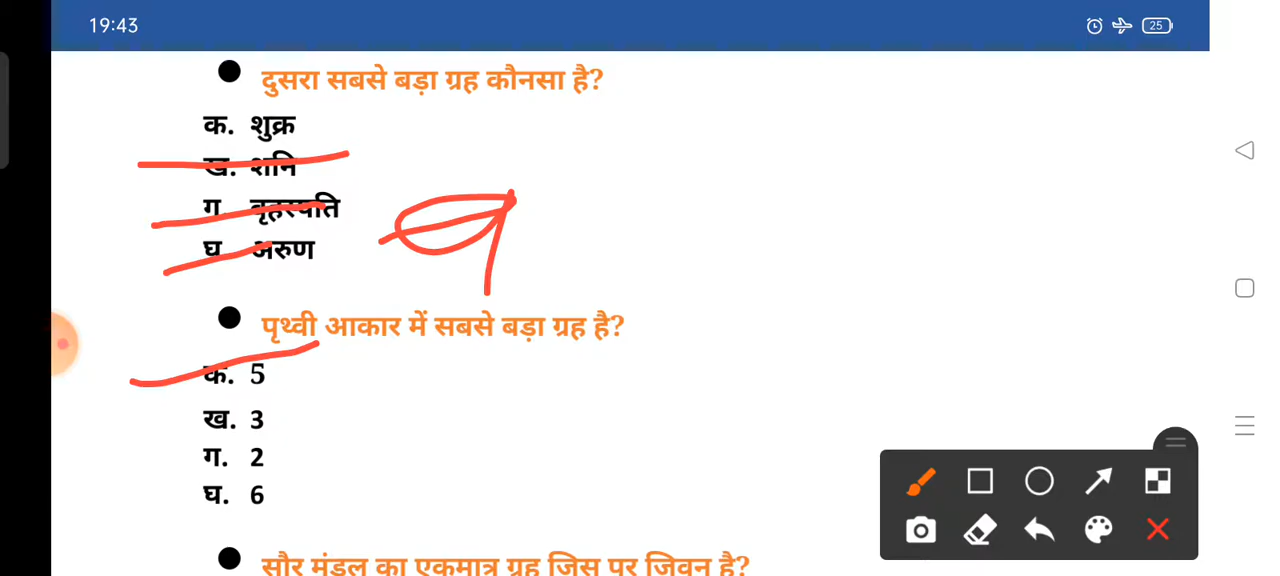 19:43
25
दुसरा सबसे बड़ा ग्रह कौनसा है?
क. शुक्र
ख. शनि
ग. बृहस्पति
घ. अरुण
पृथ्वी आकार में सबसे बड़ा ग्रह है?
क. 5
ख. 3
ग. 2
घ. 6
सौर मंडल का एकमात्र ग्रह जिस पर जिवन है?